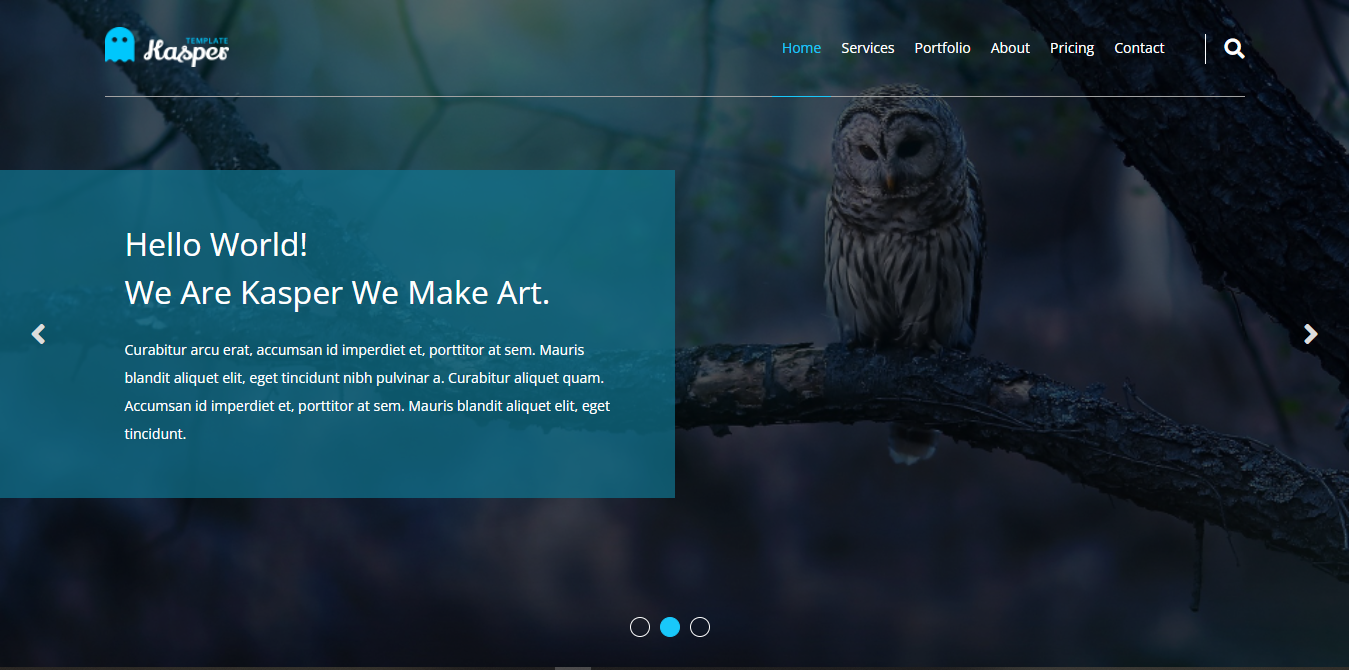 TEMPLATE
Kasper
Home Services Portfolio About Pricing Contact
Hello World!
We Are Kasper We Make Art.
Curabitur arcu erat, accumsan id imperdiet et, porttitor at sem. Mauris
blandit aliquet elit, eget tincidunt nibh pulvinar a. Curabitur aliquet quam.
Accumsan id imperdiet et, porttitor at sem. Mauris blandit aliquet elit, eget
tincidunt.